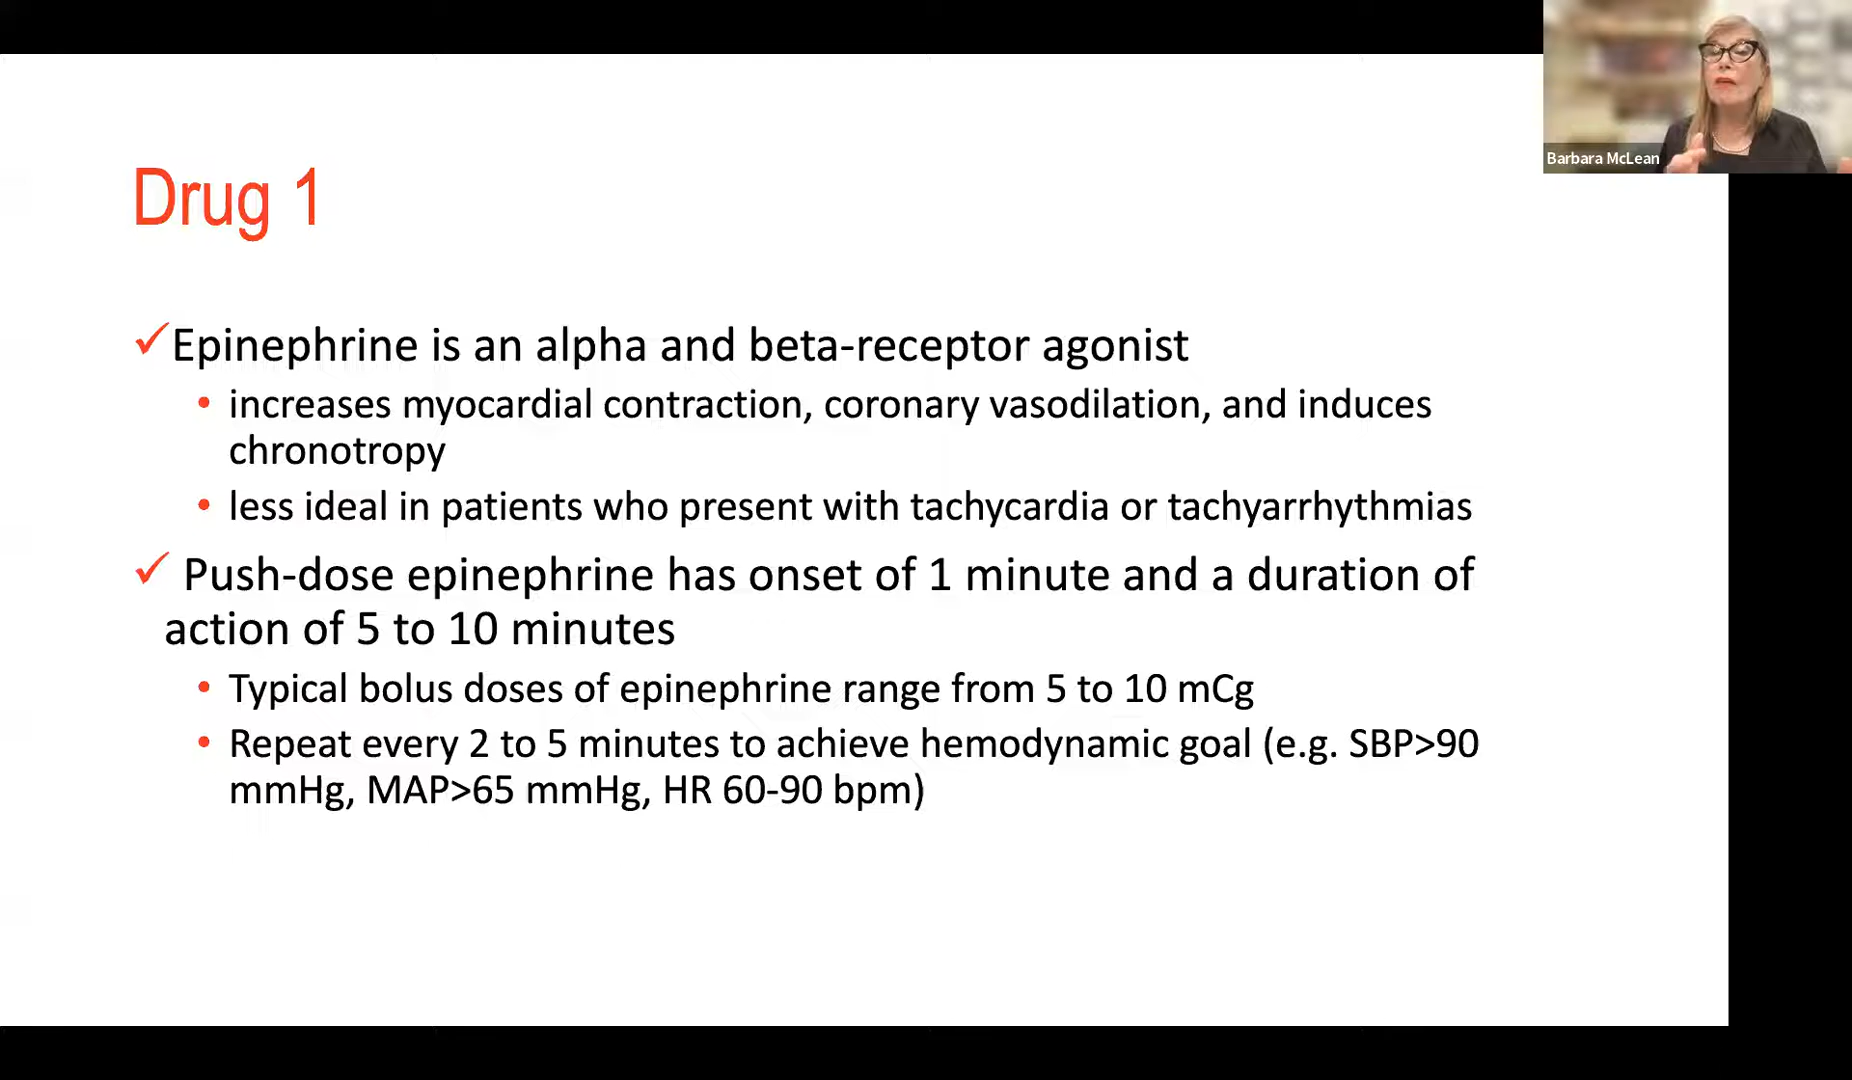 Barbara McLean
Drug 1
✓Epinephrine is an alpha and beta-receptor agonist
• increases myocardial contraction, coronary vasodilation, and induces
chronotropy
• less ideal in patients who present with tachycardia or tachyarrhythmias
✓ Push-dose epinephrine has onset of 1 minute and a duration of
action of 5 to 10 minutes
• Typical bolus doses of epinephrine range from 5 to 10 mCg
• Repeat every 2 to 5 minutes to achieve hemodynamic goal (e.g. SBP>90
mmHg, MAP>65 mmHg, HR 60-90 bpm)